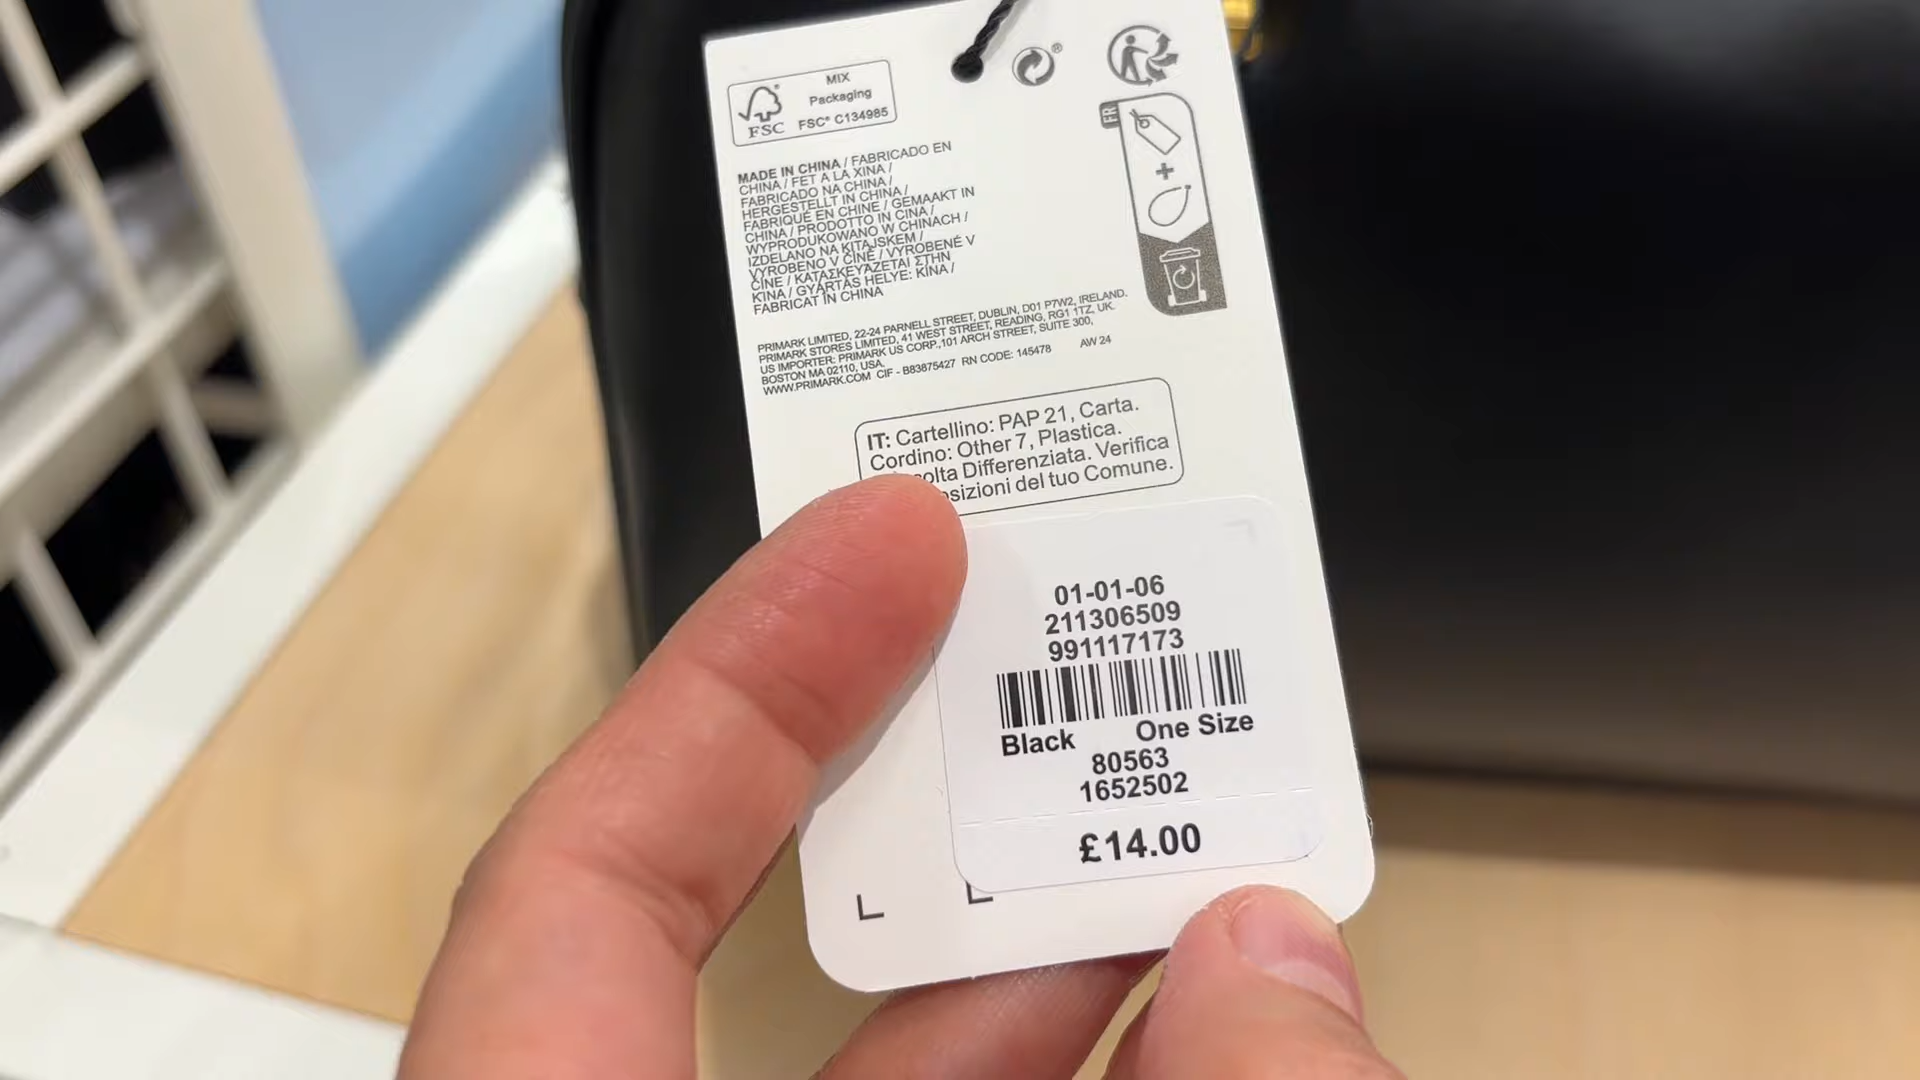 MIX
Packaging
FSC
FSC® C134985
®
FR
MADE IN CHINA / FABRICADO EN
CHINA / FET A LA XINA /
FABRICADO NA CHINA /
HERGESTELLT IN CHINA /
FABRIQUÉ EN CHINE / GEMAAKT IN
CHINA / PRODOTTO IN CINA /
WYPRODUKOWANO W CHINACH /
IZDELANO NA KITAJSKEM /
VYROBENO V ČÍNĚ / VYROBENÉ V
ČÍNE / ΚΑΤΑΣΚΕΥΑΖΕΤΑΙ ΣΤΗΝ
ΚΙΝΑ / GYÁRTÁS HELYE: KÍNA /
FABRICAT ÎN CHINA
PRIMARK LIMITED, 22-24 PARNELL STREET, DUBLIN, D01 P7W2, IRELAND.
PRIMARK STORES LIMITED, 41 WEST STREET, READING, RG1 1TZ, UK.
US IMPORTER: PRIMARK US CORP.,101 ARCH STREET, SUITE 300,
BOSTON MA 02110, USA.
WWW.PRIMARK.COM CIF - B83875427 RN CODE: 145478 AW 24
IT: Cartellino: PAP 21, Carta.
Cordino: Other 7, Plastica.
Differenziata. Verifica
del tuo Comune.
01-01-06
211306509
991117173
Black One Size
80563
1652502
£14.00